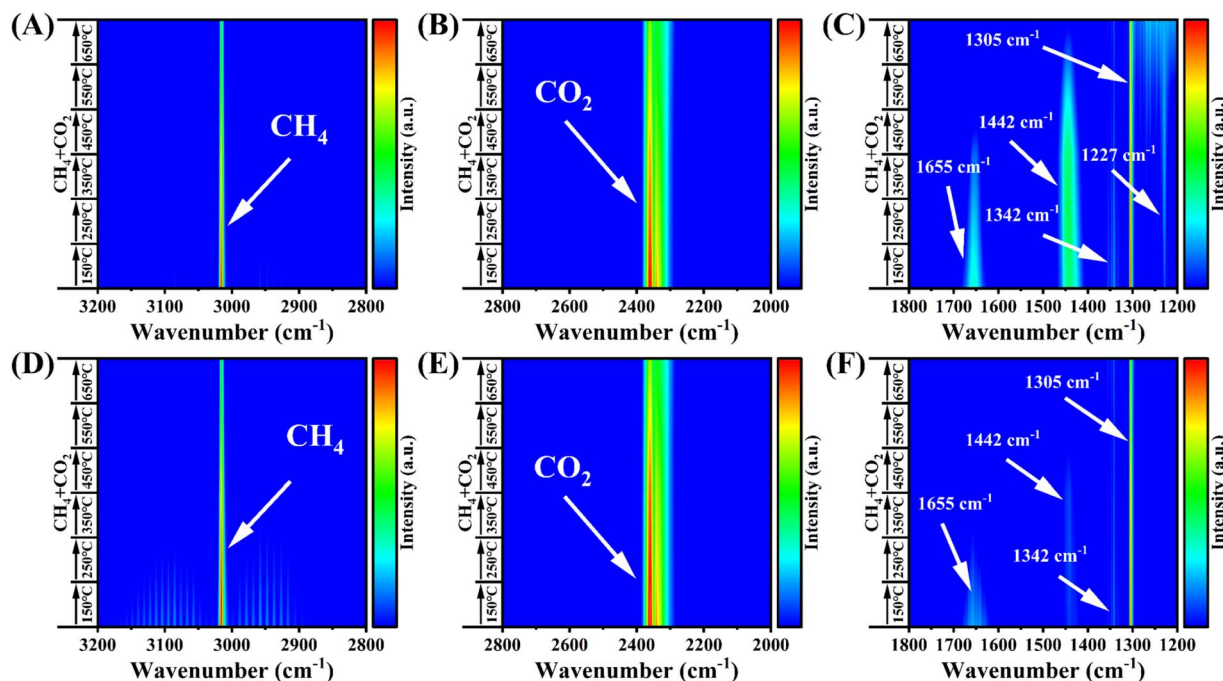 (A)
CH₄+CO₂
150°C 250°C 350°C 450°C 550°C 650°C
CH₄
3200 3100 3000 2900 2800
Wavenumber (cm⁻¹)
Intensity (a.u.)
(B)
CH₄+CO₂
150°C 250°C 350°C 450°C 550°C 650°C
CO₂
2800 2600 2400 2200 2000
Wavenumber (cm⁻¹)
Intensity (a.u.)
(C)
CH₄+CO₂
150°C 250°C 350°C 450°C 550°C 650°C
1305 cm⁻¹
1442 cm⁻¹
1655 cm⁻¹
1227 cm⁻¹
1342 cm⁻¹
1800 1700 1600 1500 1400 1300 1200
Wavenumber (cm⁻¹)
Intensity (a.u.)
(D)
CH₄+CO₂
150°C 250°C 350°C 450°C 550°C 650°C
CH₄
3200 3100 3000 2900 2800
Wavenumber (cm⁻¹)
Intensity (a.u.)
(E)
CH₄+CO₂
150°C 250°C 350°C 450°C 550°C 650°C
CO₂
2800 2600 2400 2200 2000
Wavenumber (cm⁻¹)
Intensity (a.u.)
(F)
CH₄+CO₂
150°C 250°C 350°C 450°C 550°C 650°C
1305 cm⁻¹
1442 cm⁻¹
1655 cm⁻¹
1342 cm⁻¹
1800 1700 1600 1500 1400 1300 1200
Wavenumber (cm⁻¹)
Intensity (a.u.)